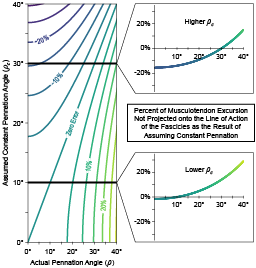 40°
30°
20°
10°
0°
Assumed Constant Pennation Angle (ρc)
-20%
-10%
Zero Error
10%
20%
0° 10° 20° 30° 40°
Actual Pennation Angle (ρ)
Higher ρc
20%
0%
-20%
10° 20° 30° 40°
Percent of Musculotendon Excursion
Not Projected onto the Line of Action
of the Fascicles as the Result of
Assuming Constant Pennation
Lower ρc
20%
0%
-20%
10° 20° 30° 40°